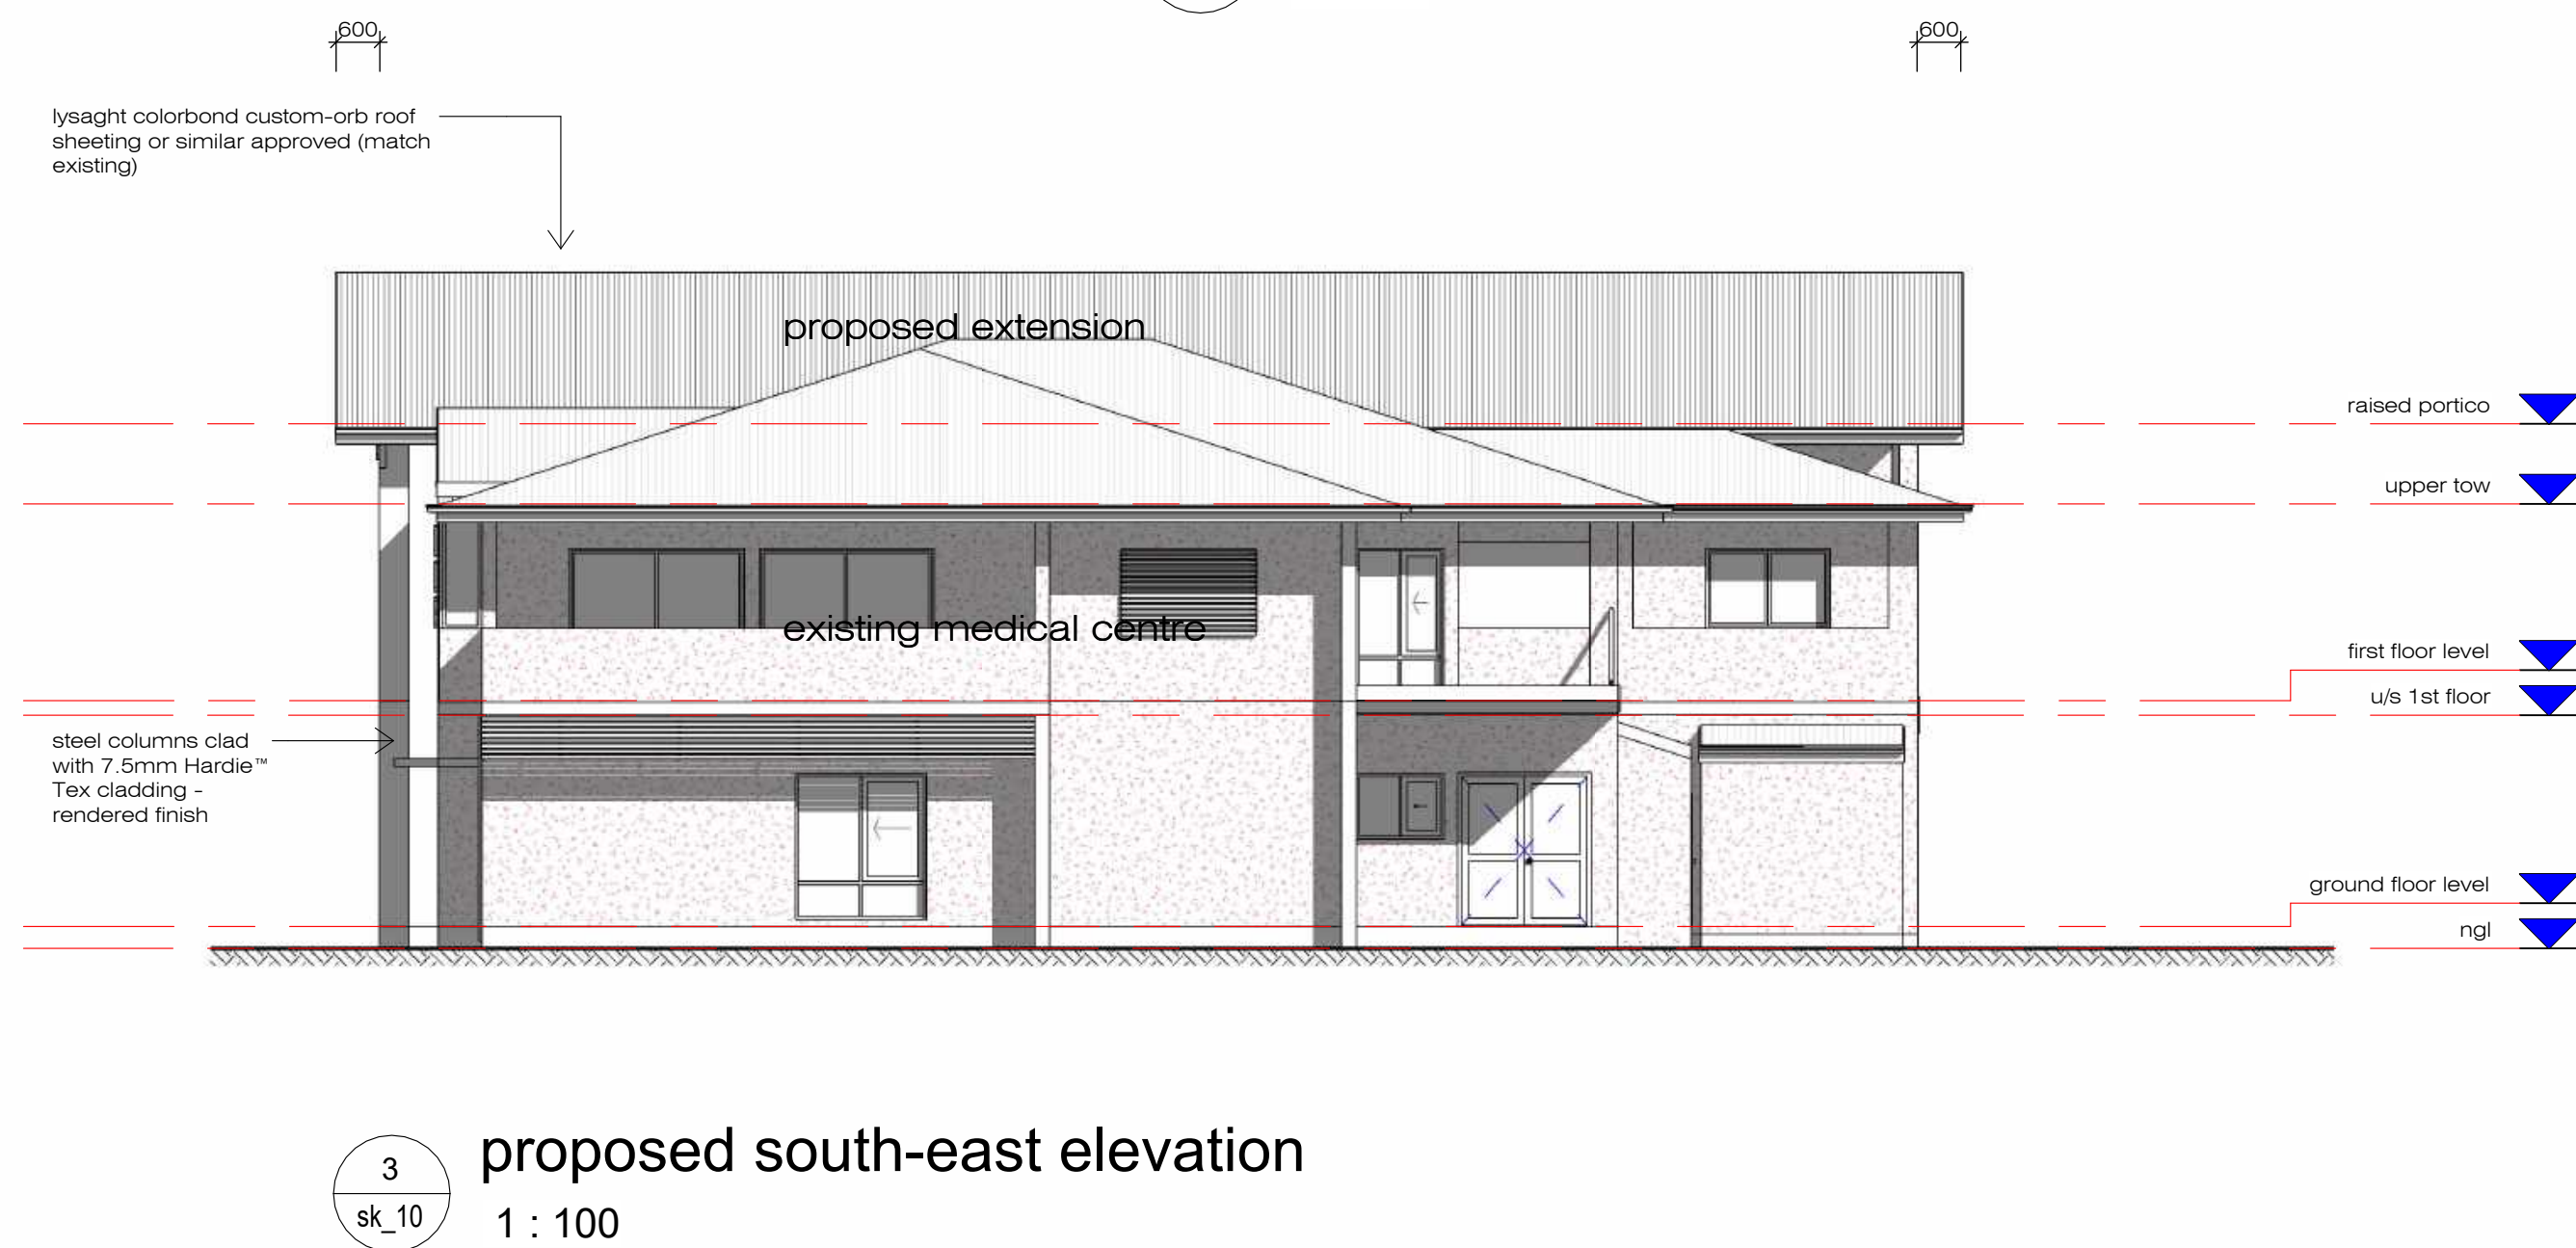 600
600
lysaght colorbond custom-orb roof
sheeting or similar approved (match
existing)
proposed extension
raised portico
upper tow
existing medical centre
first floor level
u/s 1st floor
steel columns clad
with 7.5mm Hardie™
Tex cladding -
rendered finish
ground floor level
ngl
3
sk_10
proposed south-east elevation
1 : 100